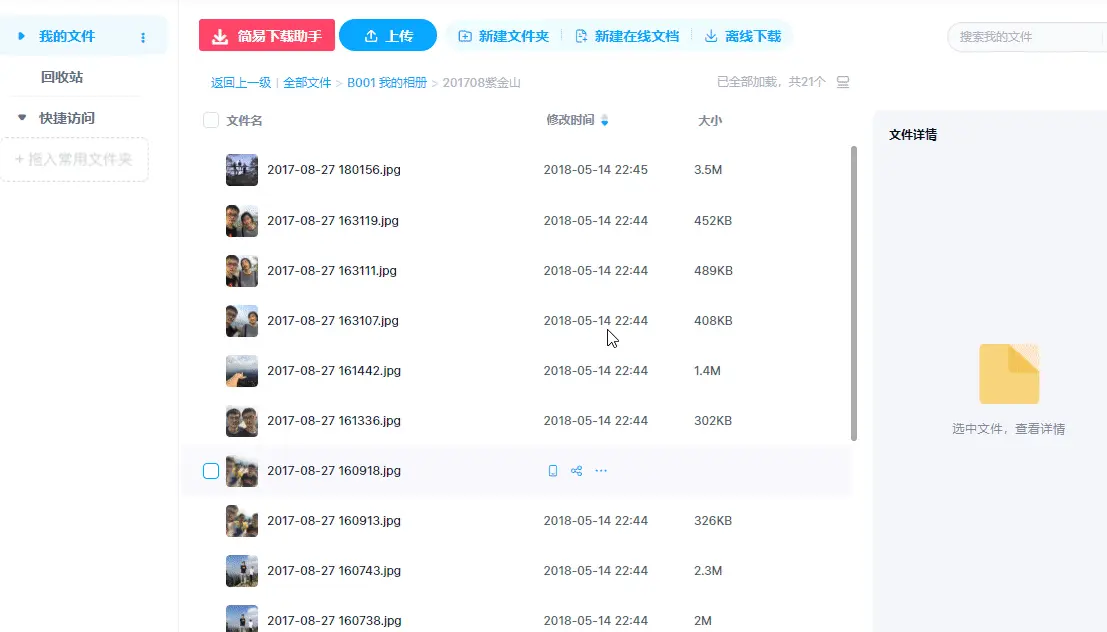 我的文件
回收站
快捷访问
+ 拖入常用文件夹
简易下载助手 上传 新建文件夹 新建在线文档 离线下载 搜索我的文件
返回上一级 | 全部文件 > B001 我的相册 > 201708紫金山 已全部加载，共21个
文件名 修改时间 大小
2017-08-27 180156.jpg 2018-05-14 22:45 3.5M
2017-08-27 163119.jpg 2018-05-14 22:44 452KB
2017-08-27 163111.jpg 2018-05-14 22:44 489KB
2017-08-27 163107.jpg 2018-05-14 22:44 408KB
2017-08-27 161442.jpg 2018-05-14 22:44 1.4M
2017-08-27 161336.jpg 2018-05-14 22:44 302KB
2017-08-27 160918.jpg
2017-08-27 160913.jpg 2018-05-14 22:44 326KB
2017-08-27 160743.jpg 2018-05-14 22:44 2.3M
2017-08-27 160738.jpg 2018-05-14 22:44 2M
文件详情
选中文件，查看详情